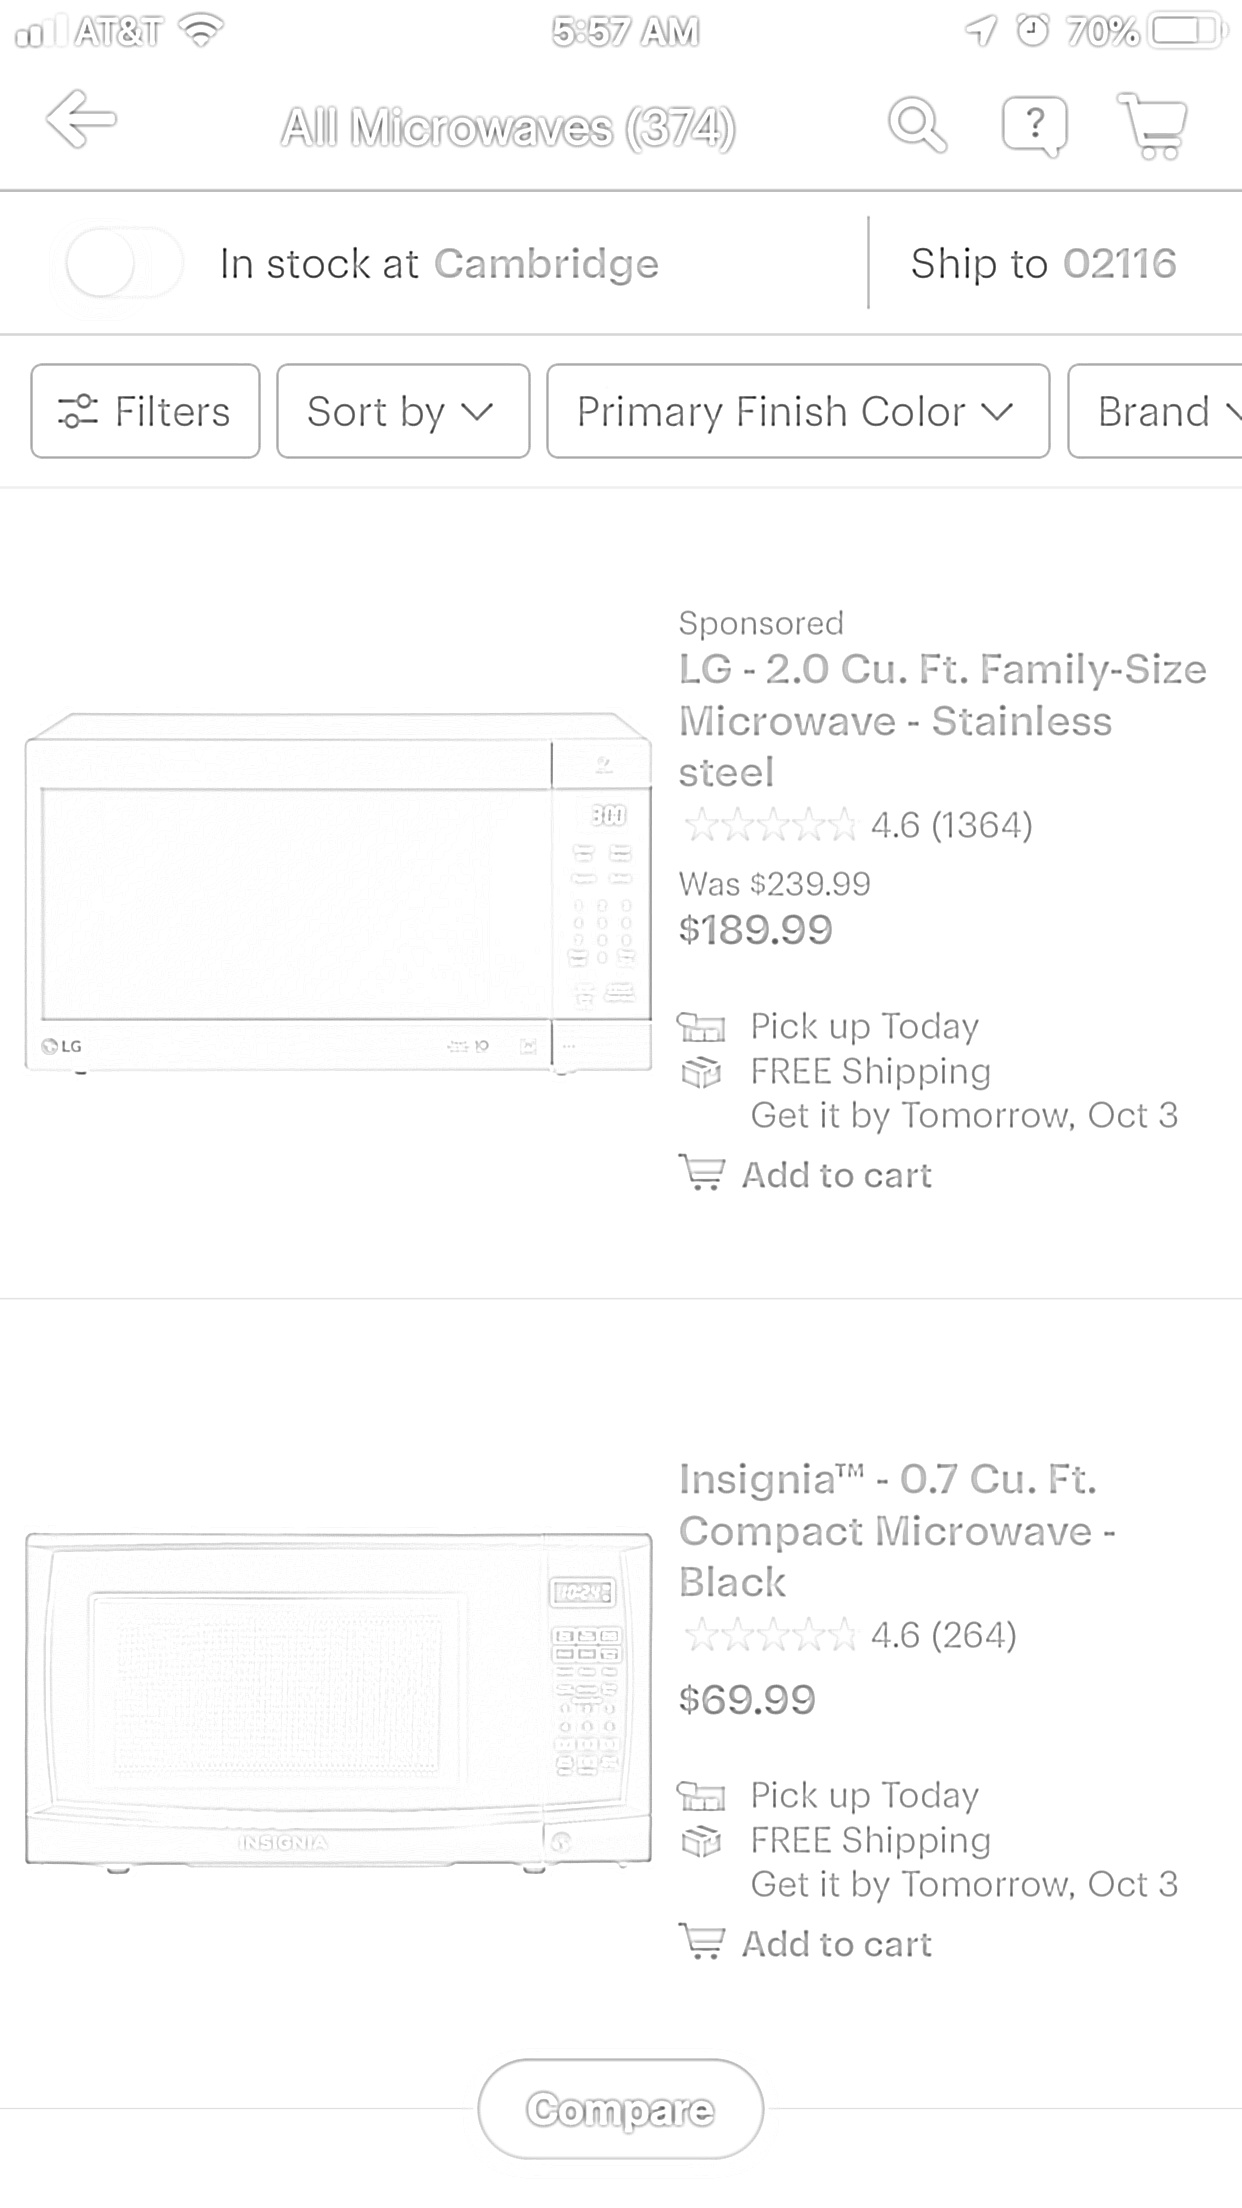 AT&T
5:57 AM
70%
All Microwaves (374)
?
In stock at Cambridge
Ship to 02116
Filters
Sort by
Primary Finish Color
Brand
Sponsored
LG - 2.0 Cu. Ft. Family-Size
Microwave - Stainless
steel
4.6 (1364)
Was $239.99
$189.99
300
LG
Pick up Today
FREE Shipping
Get it by Tomorrow, Oct 3
Add to cart
Insignia™ - 0.7 Cu. Ft.
Compact Microwave -
Black
4.6 (264)
$69.99
10:24
INSIGNIA
Pick up Today
FREE Shipping
Get it by Tomorrow, Oct 3
Add to cart
Compare